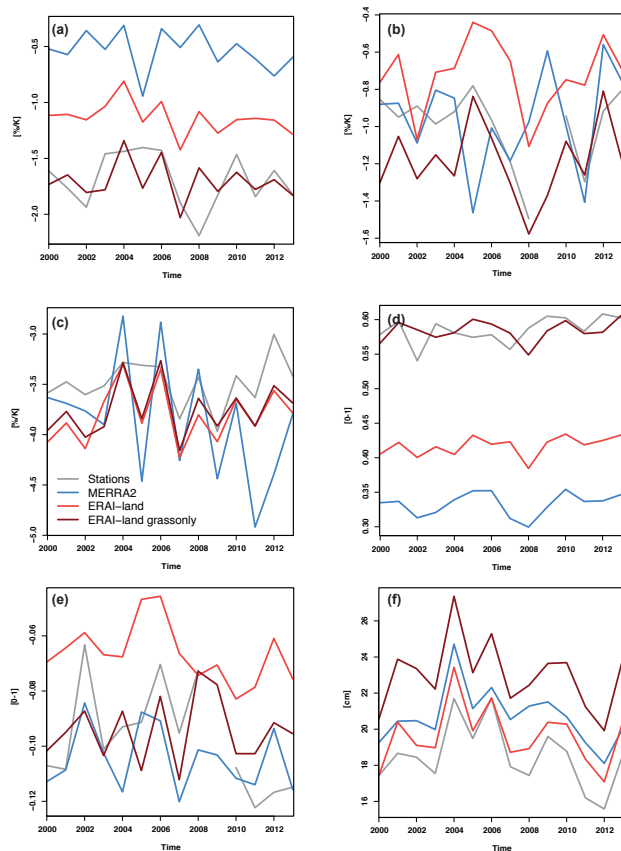 (a)
[%/K]
-0.5
-1.0
-1.5
-2.0
2000 2002 2004 2006 2008 2010 2012
Time
(b)
[%/K]
-0.4
-0.6
-0.8
-1.0
-1.2
-1.4
-1.6
2000 2002 2004 2006 2008 2010 2012
Time
(c)
[%/K]
-3.0
-3.5
-4.0
-4.5
-5.0
Stations
MERRA2
ERAI-land
ERAI-land grassonly
2000 2002 2004 2006 2008 2010 2012
Time
(d)
[0-1]
0.60
0.55
0.50
0.45
0.40
0.35
0.30
2000 2002 2004 2006 2008 2010 2012
Time
(e)
[0-1]
-0.06
-0.08
-0.10
-0.12
2000 2002 2004 2006 2008 2010 2012
Time
(f)
[cm]
26
24
22
20
18
16
2000 2002 2004 2006 2008 2010 2012
Time